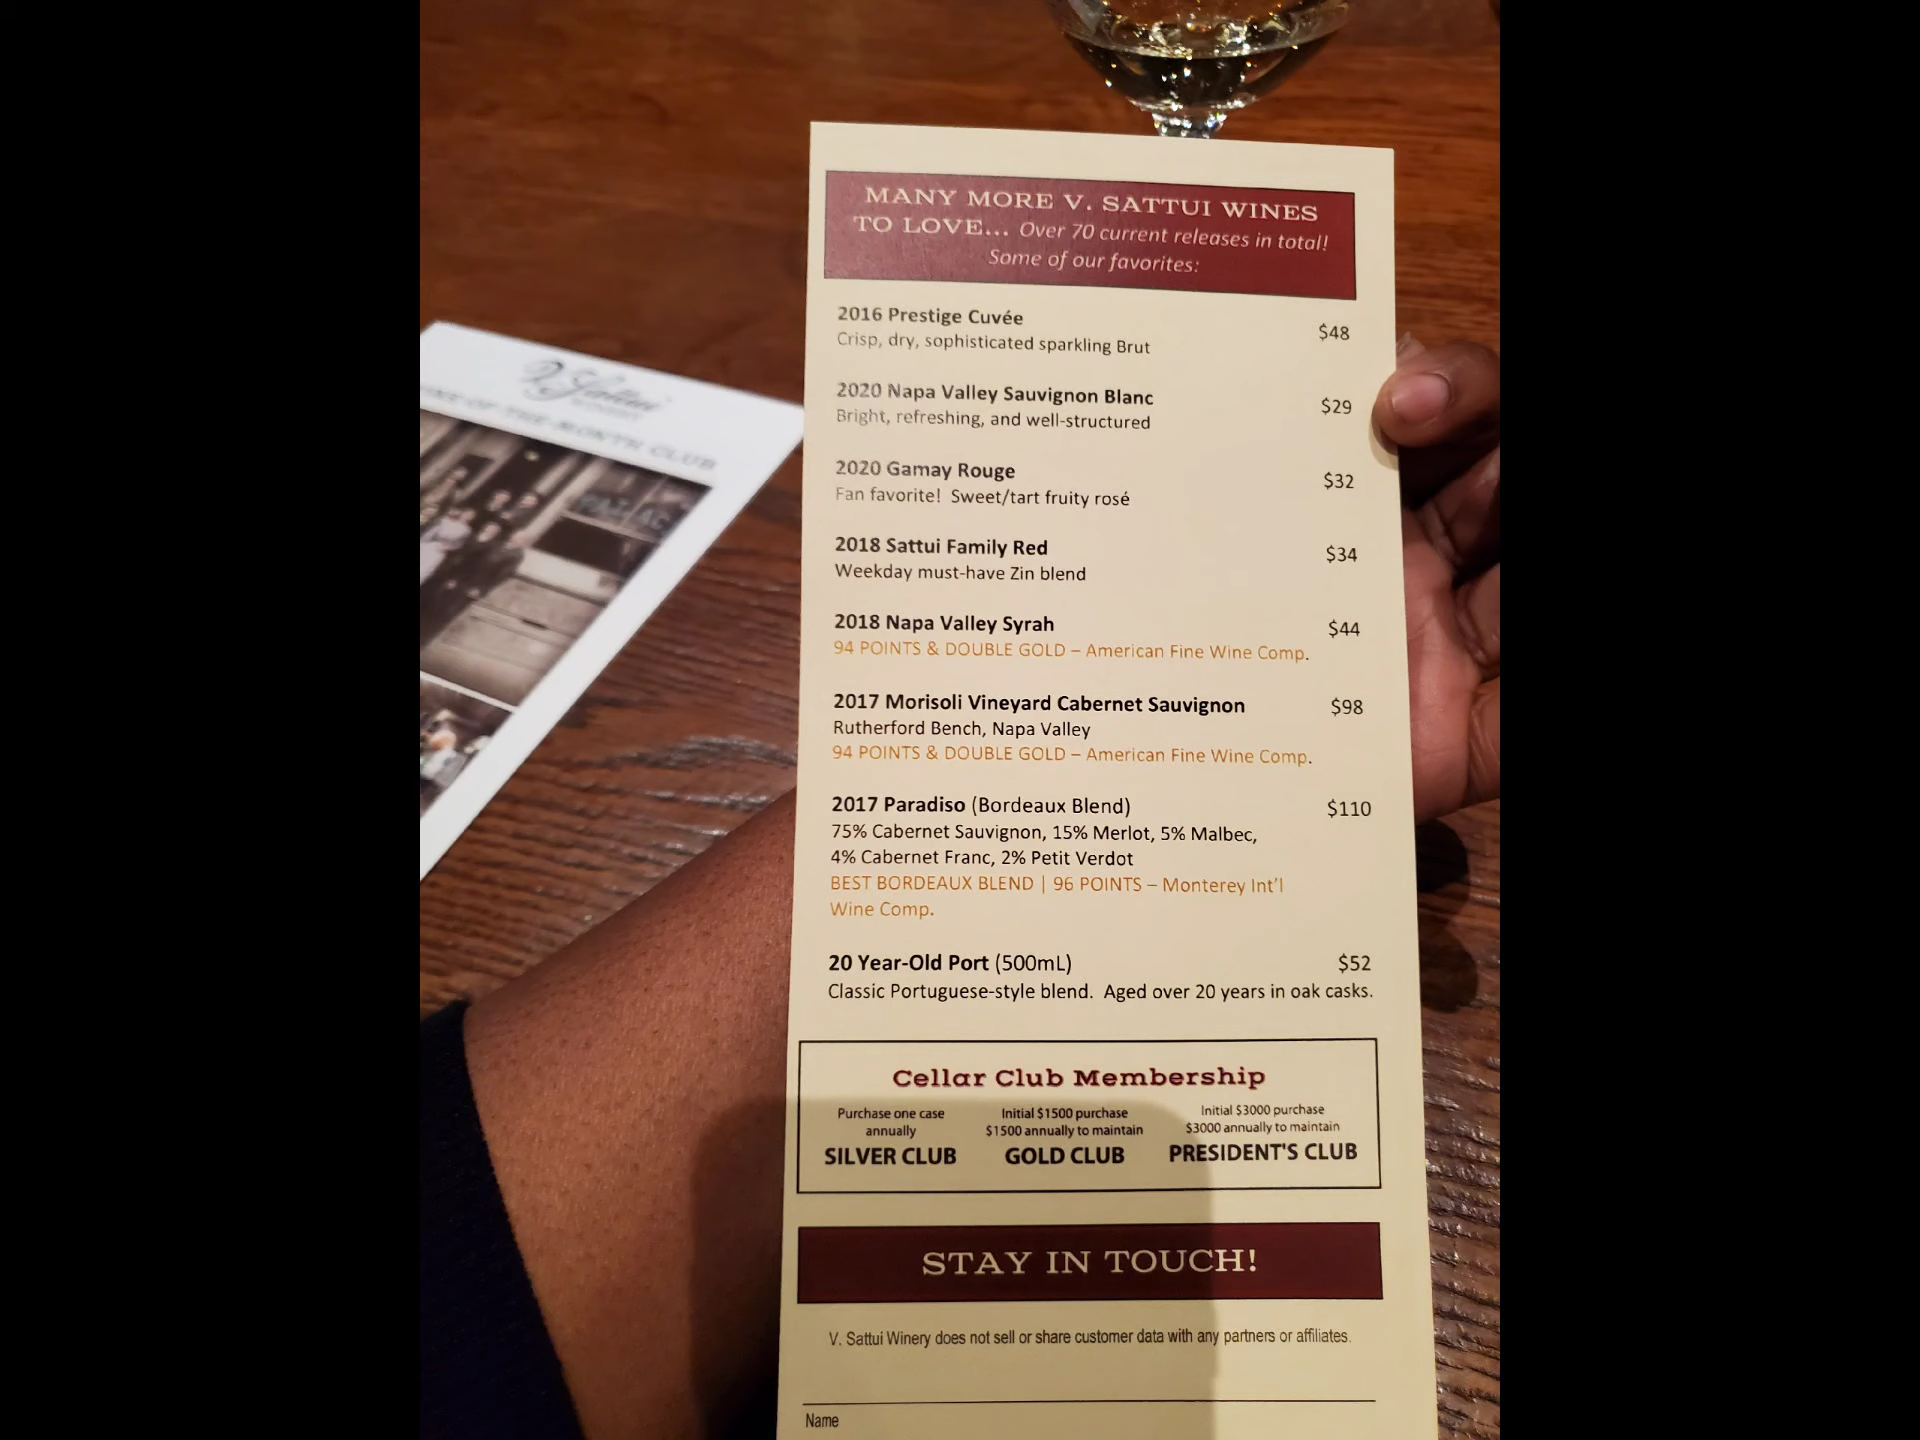 MANY MORE V. SATTUI WINES
TO LOVE... Over 70 current releases in total!
Some of our favorites:
2016 Prestige Cuvée $48
Crisp, dry, sophisticated sparkling Brut
2020 Napa Valley Sauvignon Blanc $29
Bright, refreshing, and well-structured
2020 Gamay Rouge $32
Fan favorite! Sweet/tart fruity rosé
2018 Sattui Family Red $34
Weekday must-have Zin blend
2018 Napa Valley Syrah $44
94 POINTS & DOUBLE GOLD – American Fine Wine Comp.
2017 Morisoli Vineyard Cabernet Sauvignon $98
Rutherford Bench, Napa Valley
94 POINTS & DOUBLE GOLD – American Fine Wine Comp.
2017 Paradiso (Bordeaux Blend) $110
75% Cabernet Sauvignon, 15% Merlot, 5% Malbec,
4% Cabernet Franc, 2% Petit Verdot
BEST BORDEAUX BLEND | 96 POINTS – Monterey Int'l
Wine Comp.
20 Year-Old Port (500mL) $52
Classic Portuguese-style blend. Aged over 20 years in oak casks.
Cellar Club Membership
Purchase one case
annually
SILVER CLUB
Initial $1500 purchase
$1500 annually to maintain
GOLD CLUB
Initial $3000 purchase
$3000 annually to maintain
PRESIDENT'S CLUB
STAY IN TOUCH!
V. Sattui Winery does not sell or share customer data with any partners or affiliates.
Name
V. Sattui
WINERY
OF-THE-MONTH CLUB